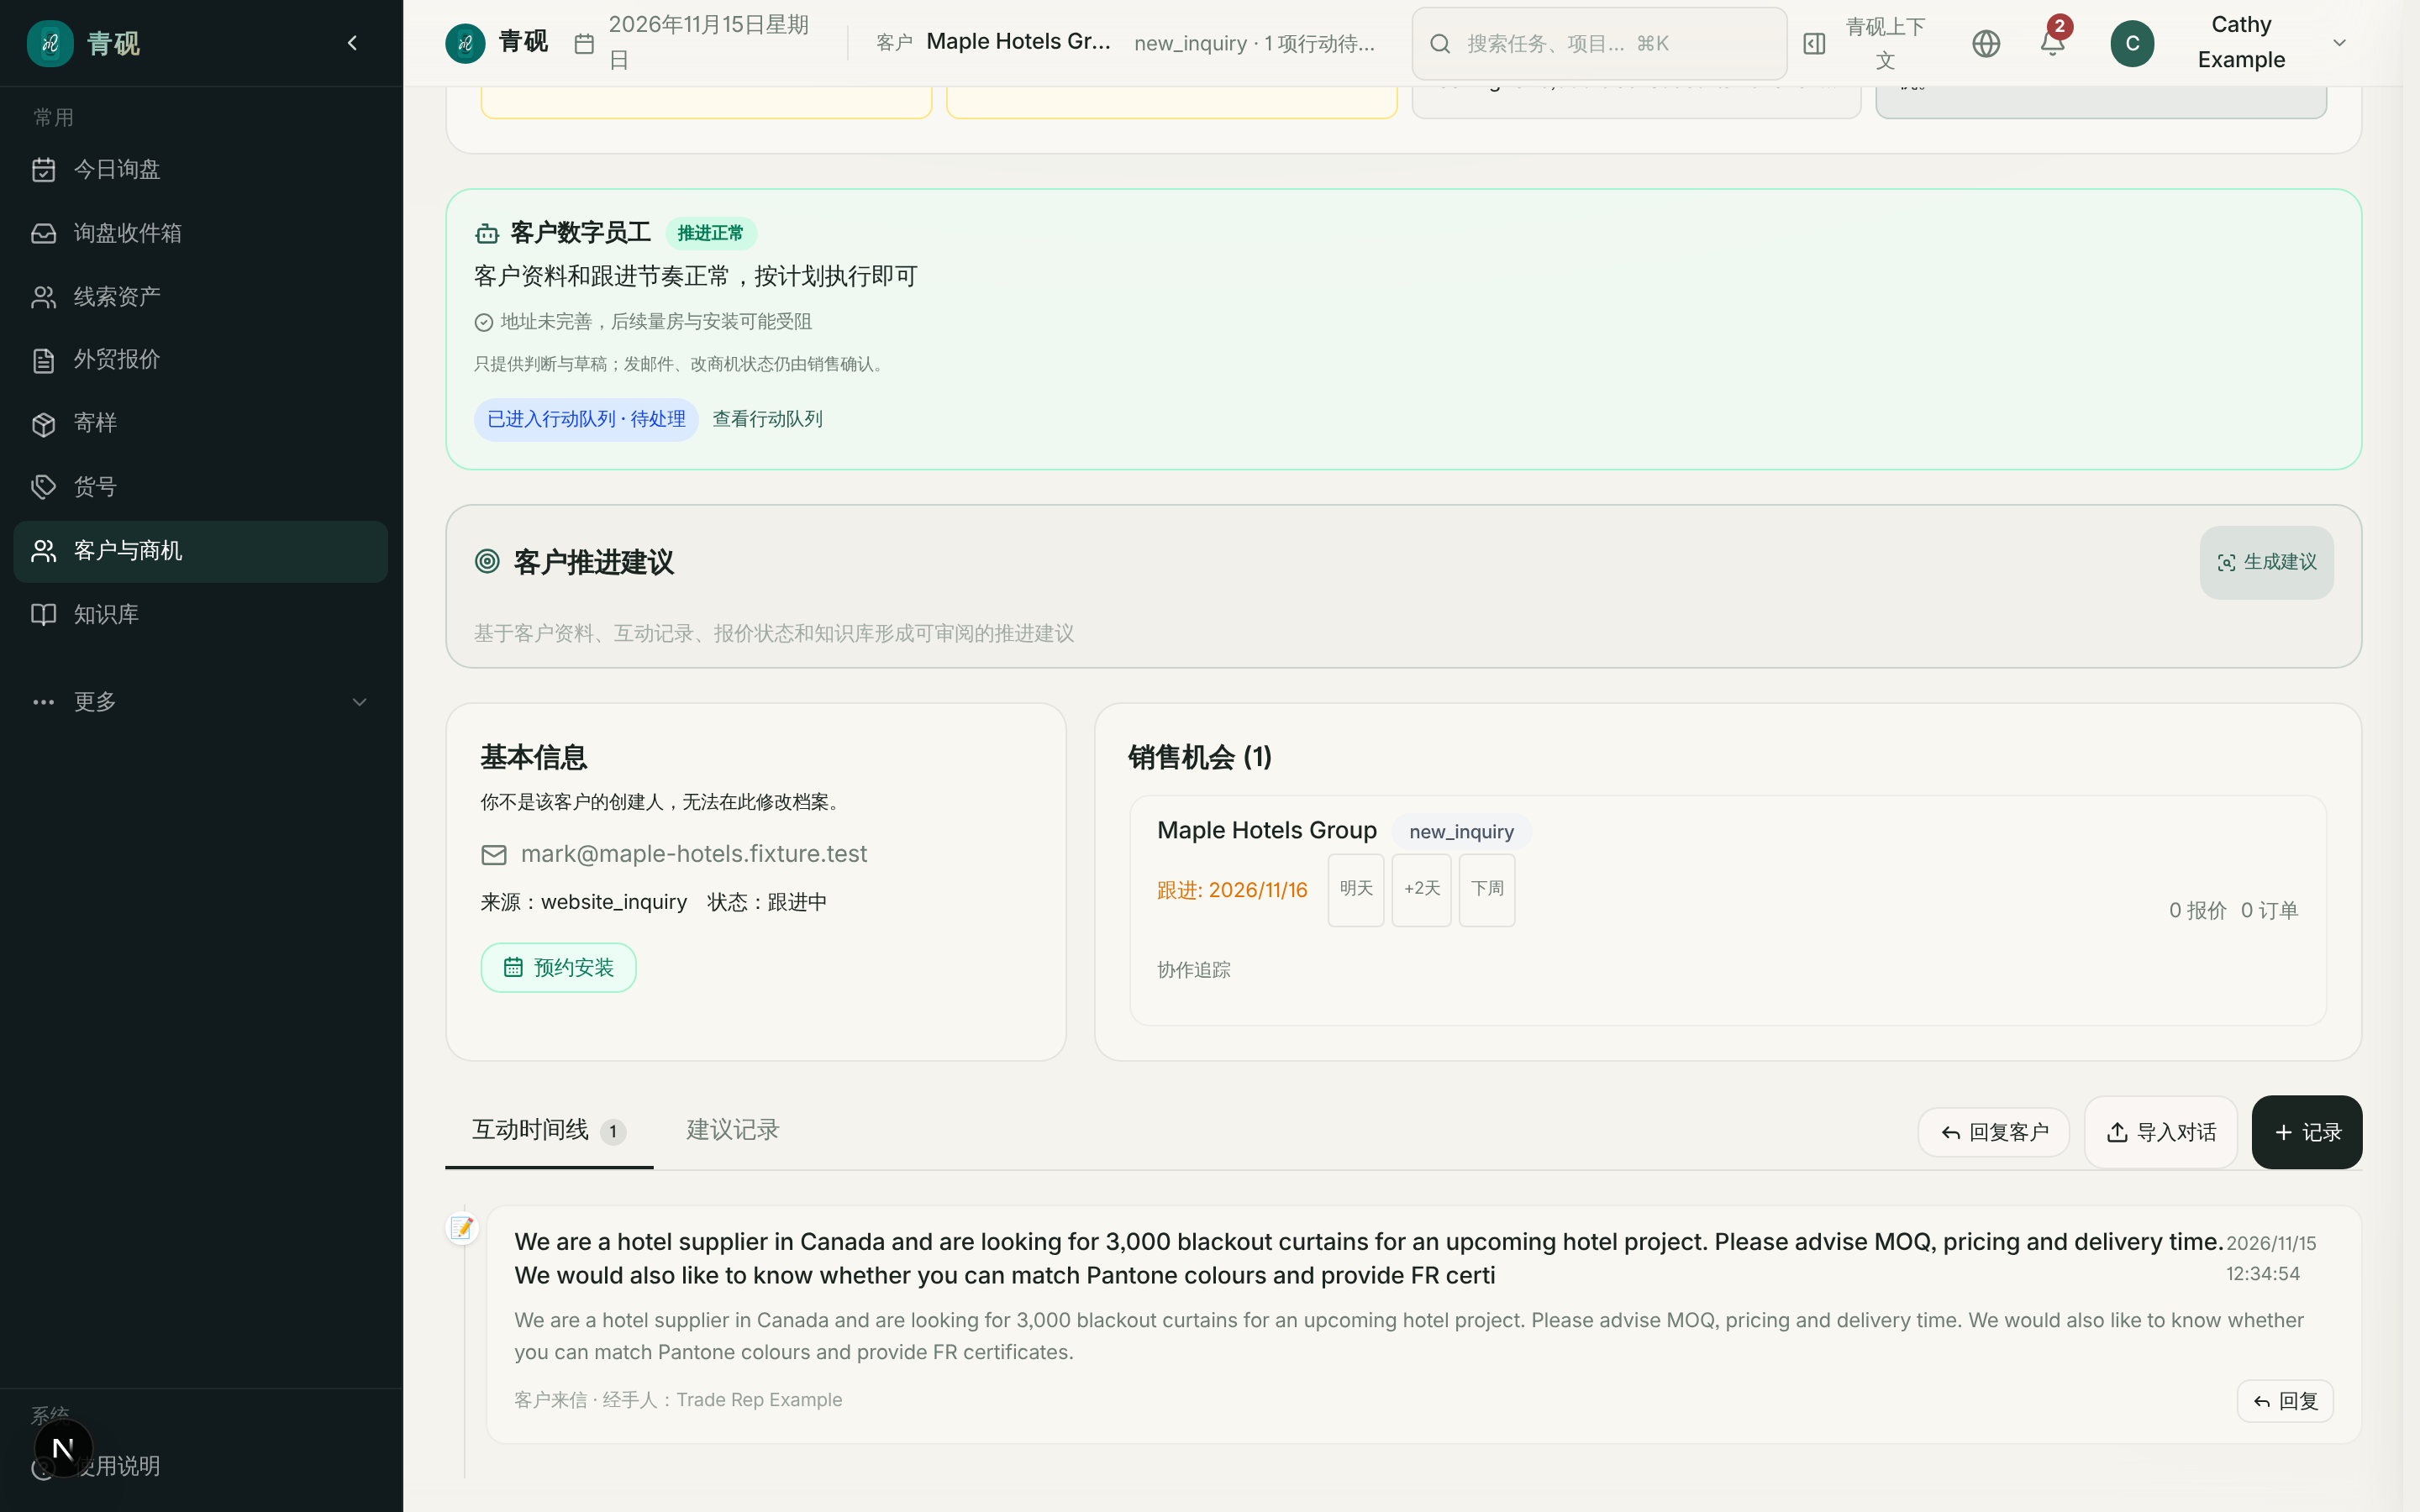 青砚
常用
今日询盘
询盘收件箱
线索资产
外贸报价
寄样
货号
客户与商机
知识库
更多
系统
使用说明
青砚
2026年11月15日星期
日
客户 Maple Hotels Gr... new_inquiry · 1 项行动待...
搜索任务、项目... ⌘K
青砚上下
文
2
C
Cathy
Example
客户数字员工 推进正常
客户资料和跟进节奏正常，按计划执行即可
地址未完善，后续量房与安装可能受阻
只提供判断与草稿；发邮件、改商机状态仍由销售确认。
已进入行动队列 · 待处理 查看行动队列
客户推进建议
生成建议
基于客户资料、互动记录、报价状态和知识库形成可审阅的推进建议
基本信息
你不是该客户的创建人，无法在此修改档案。
mark@maple-hotels.fixture.test
来源：website_inquiry 状态：跟进中
预约安装
销售机会 (1)
Maple Hotels Group new_inquiry
跟进: 2026/11/16 明天 +2天 下周
0 报价 0 订单
协作追踪
互动时间线 1 建议记录
回复客户 导入对话 + 记录
We are a hotel supplier in Canada and are looking for 3,000 blackout curtains for an upcoming hotel project. Please advise MOQ, pricing and delivery time.
We would also like to know whether you can match Pantone colours and provide FR certi
2026/11/15
12:34:54
We are a hotel supplier in Canada and are looking for 3,000 blackout curtains for an upcoming hotel project. Please advise MOQ, pricing and delivery time. We would also like to know whether
you can match Pantone colours and provide FR certificates.
客户来信 · 经手人：Trade Rep Example
回复
N